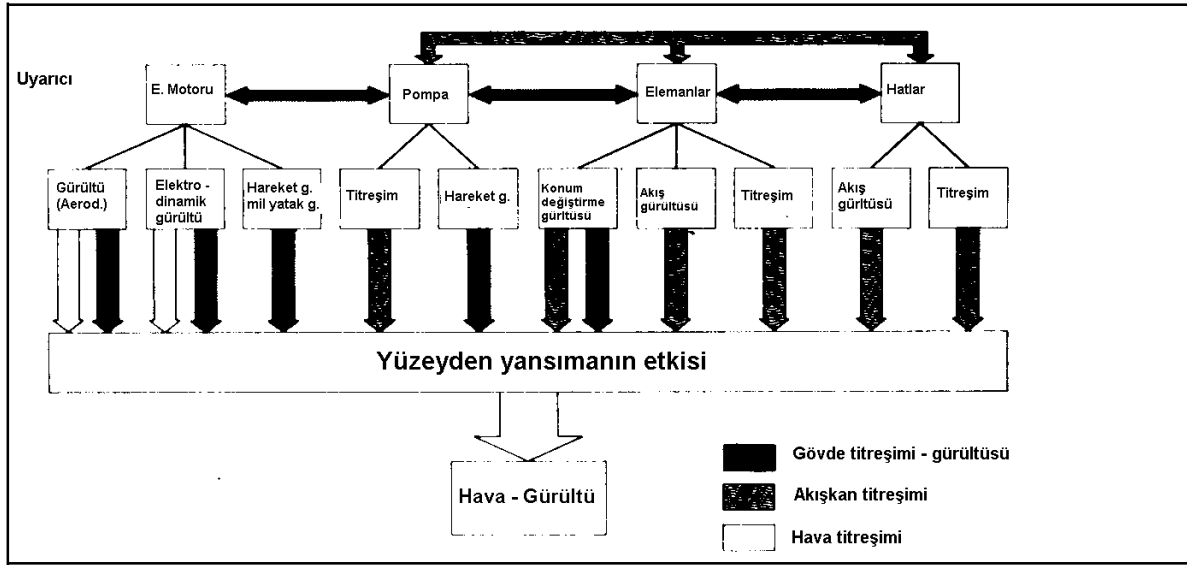 Uyarıcı
E. Motoru
Pompa
Elemanlar
Hatlar
Gürültü
(Aerod.)
Elektro -
dinamik
gürültü
Hareket g.
mil yatak g.
Titreşim
Hareket g.
Konum
değiştirme
gürltüsü
Akış
gürültüsü
Titreşim
Akış
gürltüsü
Titreşim
Yüzeyden yansımanın etkisi
Hava - Gürültü
Gövde titreşimi - gürültüsü
Akışkan titreşimi
Hava titreşimi